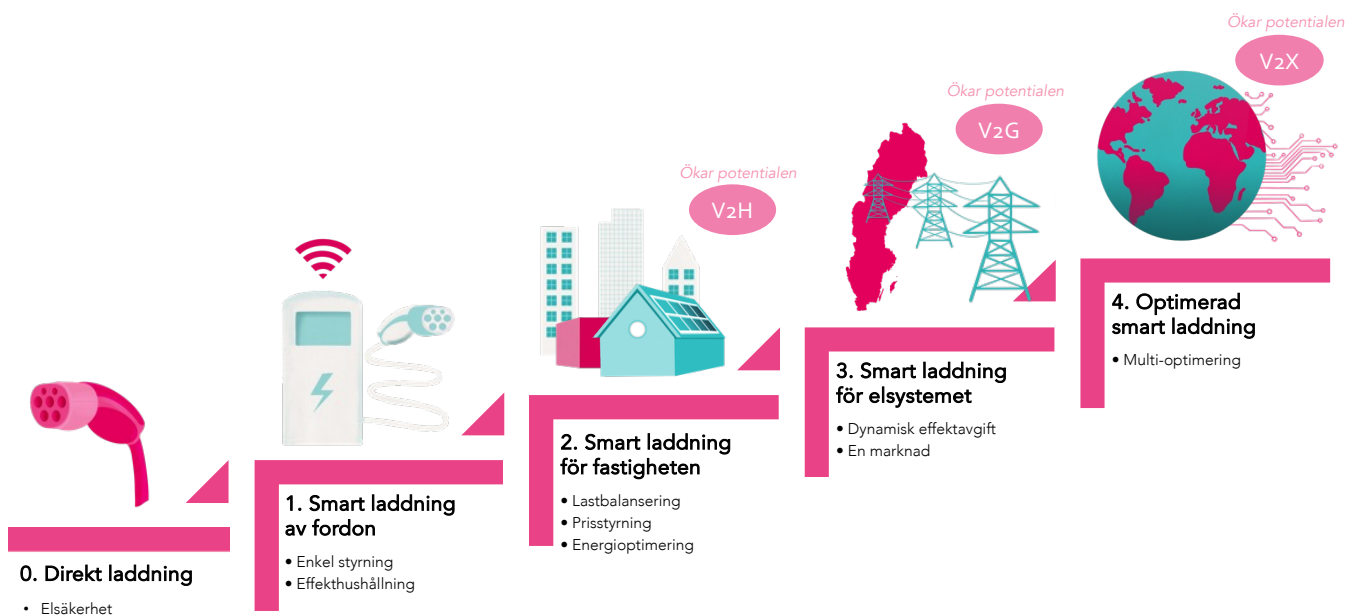 0. Direkt laddning
• Elsäkerhet
1. Smart laddning
av fordon
• Enkel styrning
• Effekthushållning
Ökar potentialen
V2H
2. Smart laddning
för fastigheten
• Lastbalansering
• Prisstyrning
• Energioptimering
Ökar potentialen
V2G
3. Smart laddning
för elsystemet
• Dynamisk effektavgift
• En marknad
Ökar potentialen
V2X
4. Optimerad
smart laddning
• Multi-optimering